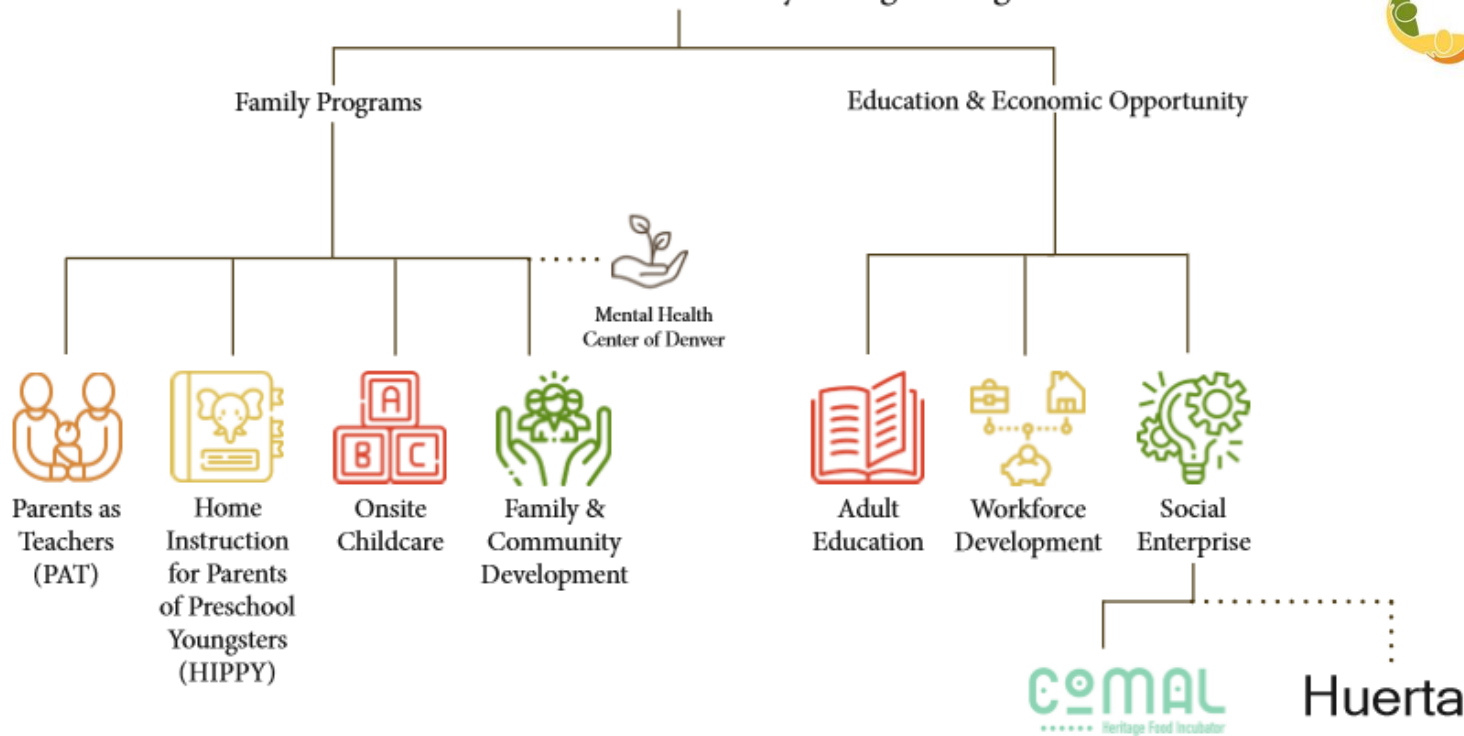 Family Programs
Education & Economic Opportunity
Mental Health
Center of Denver
A
B C
Parents as
Teachers
(PAT)
Home
Instruction
for Parents
of Preschool
Youngsters
(HIPPY)
Onsite
Childcare
Family &
Community
Development
Adult
Education
Workforce
Development
Social
Enterprise
COMAL
Heritage Food Incubator
Huerta